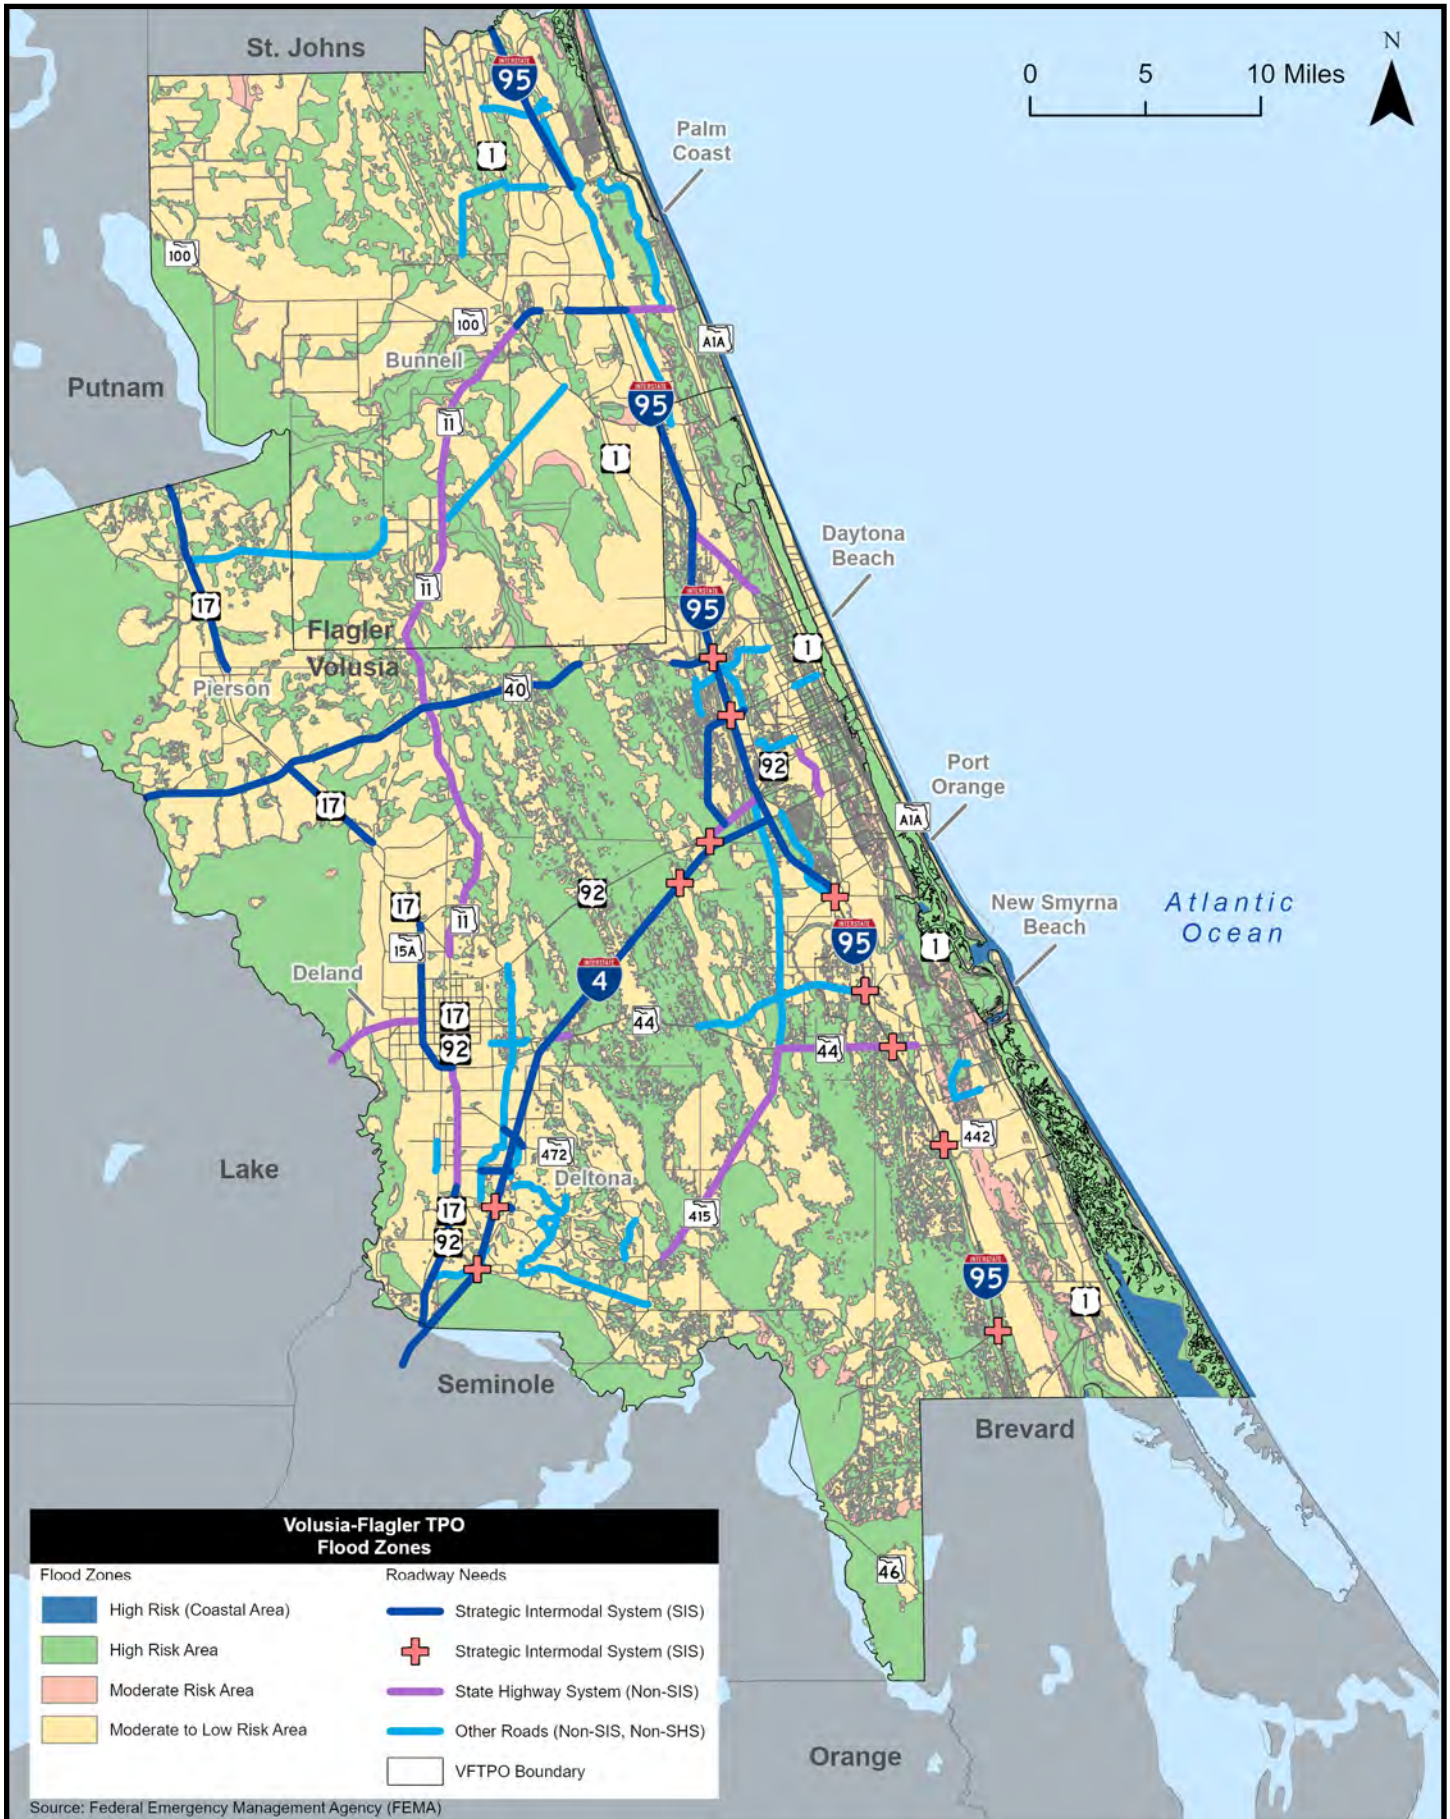 St. Johns
INTERSTATE
95
0 5 10 Miles
N
Palm
Coast
1
100
100
A1A
Bunnell
Putnam
INTERSTATE
95
11
1
Daytona
Beach
11
17
INTERSTATE
95
Flagler
Volusia
1
Pierson
40
92
Port
Orange
17
A1A
92
17
11
New Smyrna
Beach
Atlantic
Ocean
15A
INTERSTATE
95
1
Deland
INTERSTATE
4
17
44
92
44
442
472
Lake
Deltona
17
415
92
INTERSTATE
95
1
Seminole
Brevard
46
Orange
Volusia-Flagler TPO
Flood Zones
Flood Zones
High Risk (Coastal Area)
High Risk Area
Moderate Risk Area
Moderate to Low Risk Area
Roadway Needs
Strategic Intermodal System (SIS)
Strategic Intermodal System (SIS)
State Highway System (Non-SIS)
Other Roads (Non-SIS, Non-SHS)
VFTPO Boundary
Source: Federal Emergency Management Agency (FEMA)